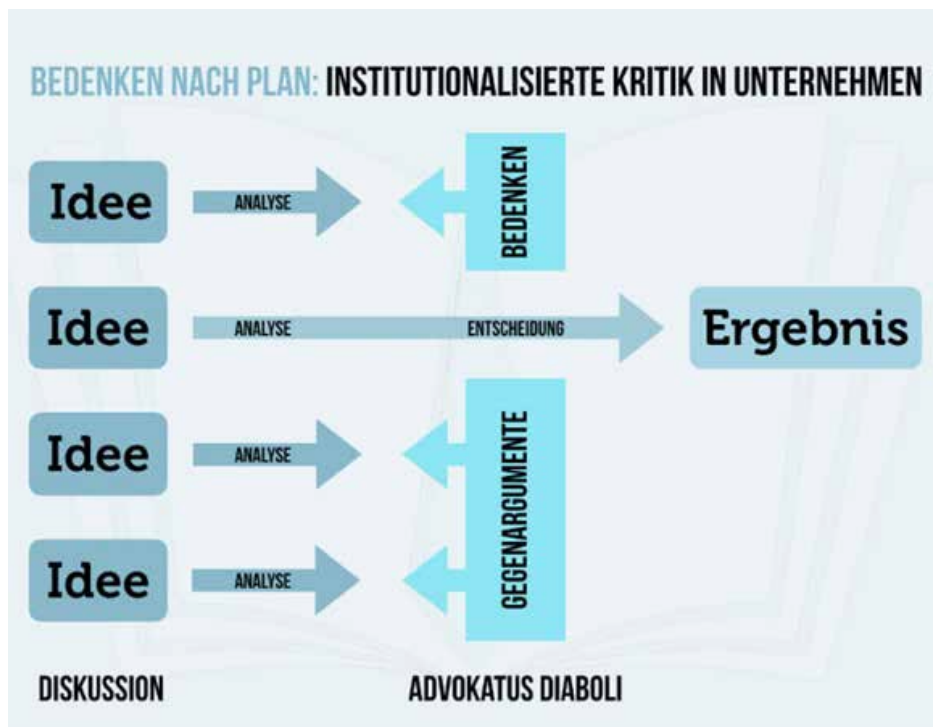 BEDENKEN NACH PLAN: INSTITUTIONALISIERTE KRITIK IN UNTERNEHMEN
Idee
ANALYSE
BEDENKEN
Idee
ANALYSE
ENTSCHEIDUNG
Ergebnis
Idee
ANALYSE
GEGENARGUMENTE
Idee
ANALYSE
DISKUSSION
ADVOKATUS DIABOLI